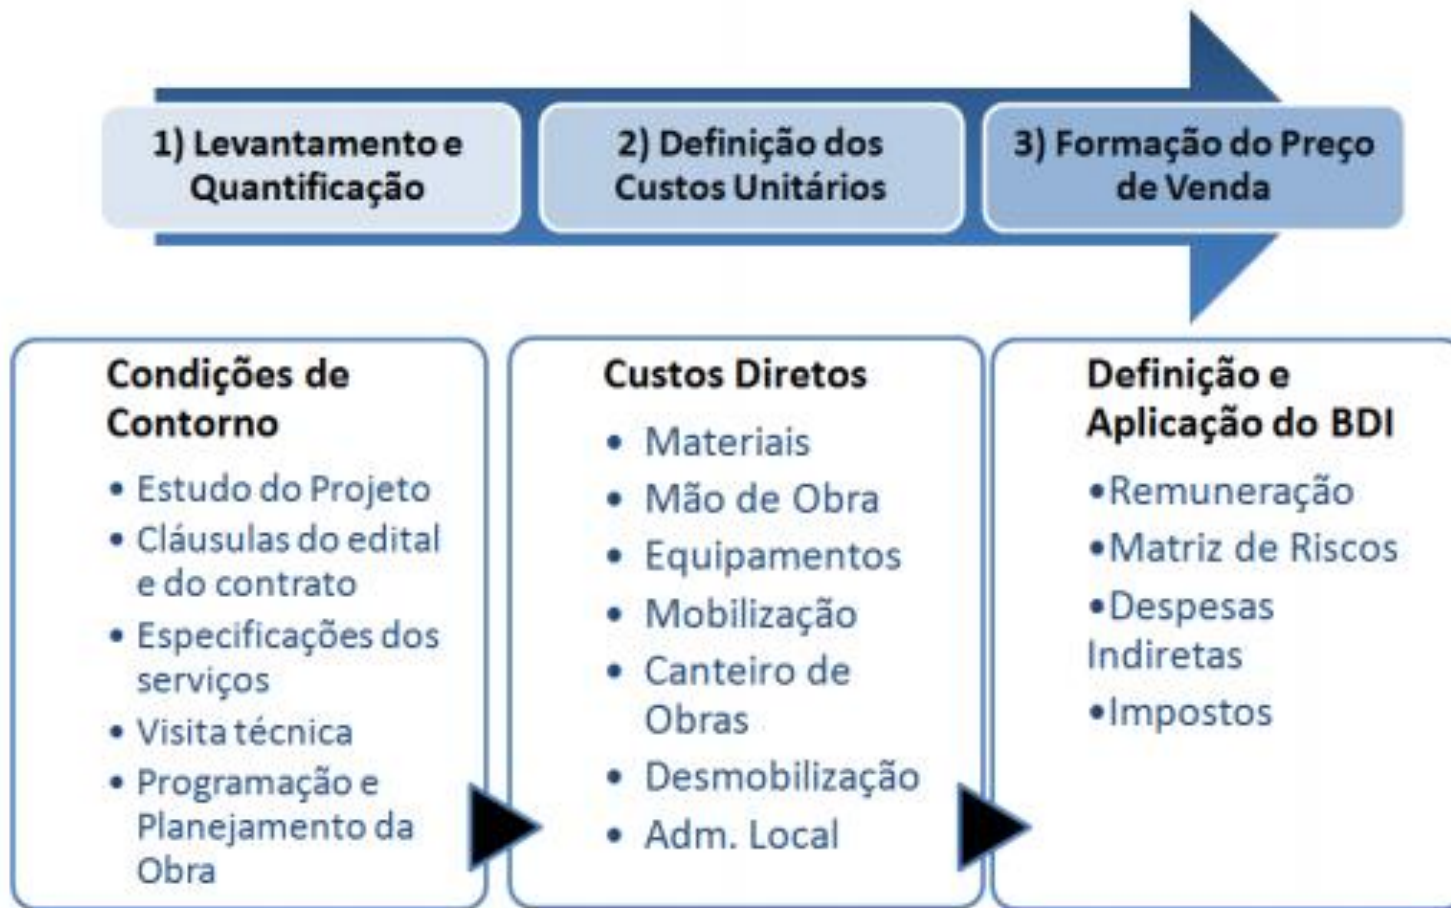 1) Levantamento e
Quantificação
2) Definição dos
Custos Unitários
3) Formação do Preço
de Venda
Condições de
Contorno
• Estudo do Projeto
• Cláusulas do edital
e do contrato
• Especificações dos
serviços
• Visita técnica
• Programação e
Planejamento da
Obra
Custos Diretos
• Materiais
• Mão de Obra
• Equipamentos
• Mobilização
• Canteiro de
Obras
• Desmobilização
• Adm. Local
Definição e
Aplicação do BDI
•Remuneração
•Matriz de Riscos
•Despesas
Indiretas
•Impostos